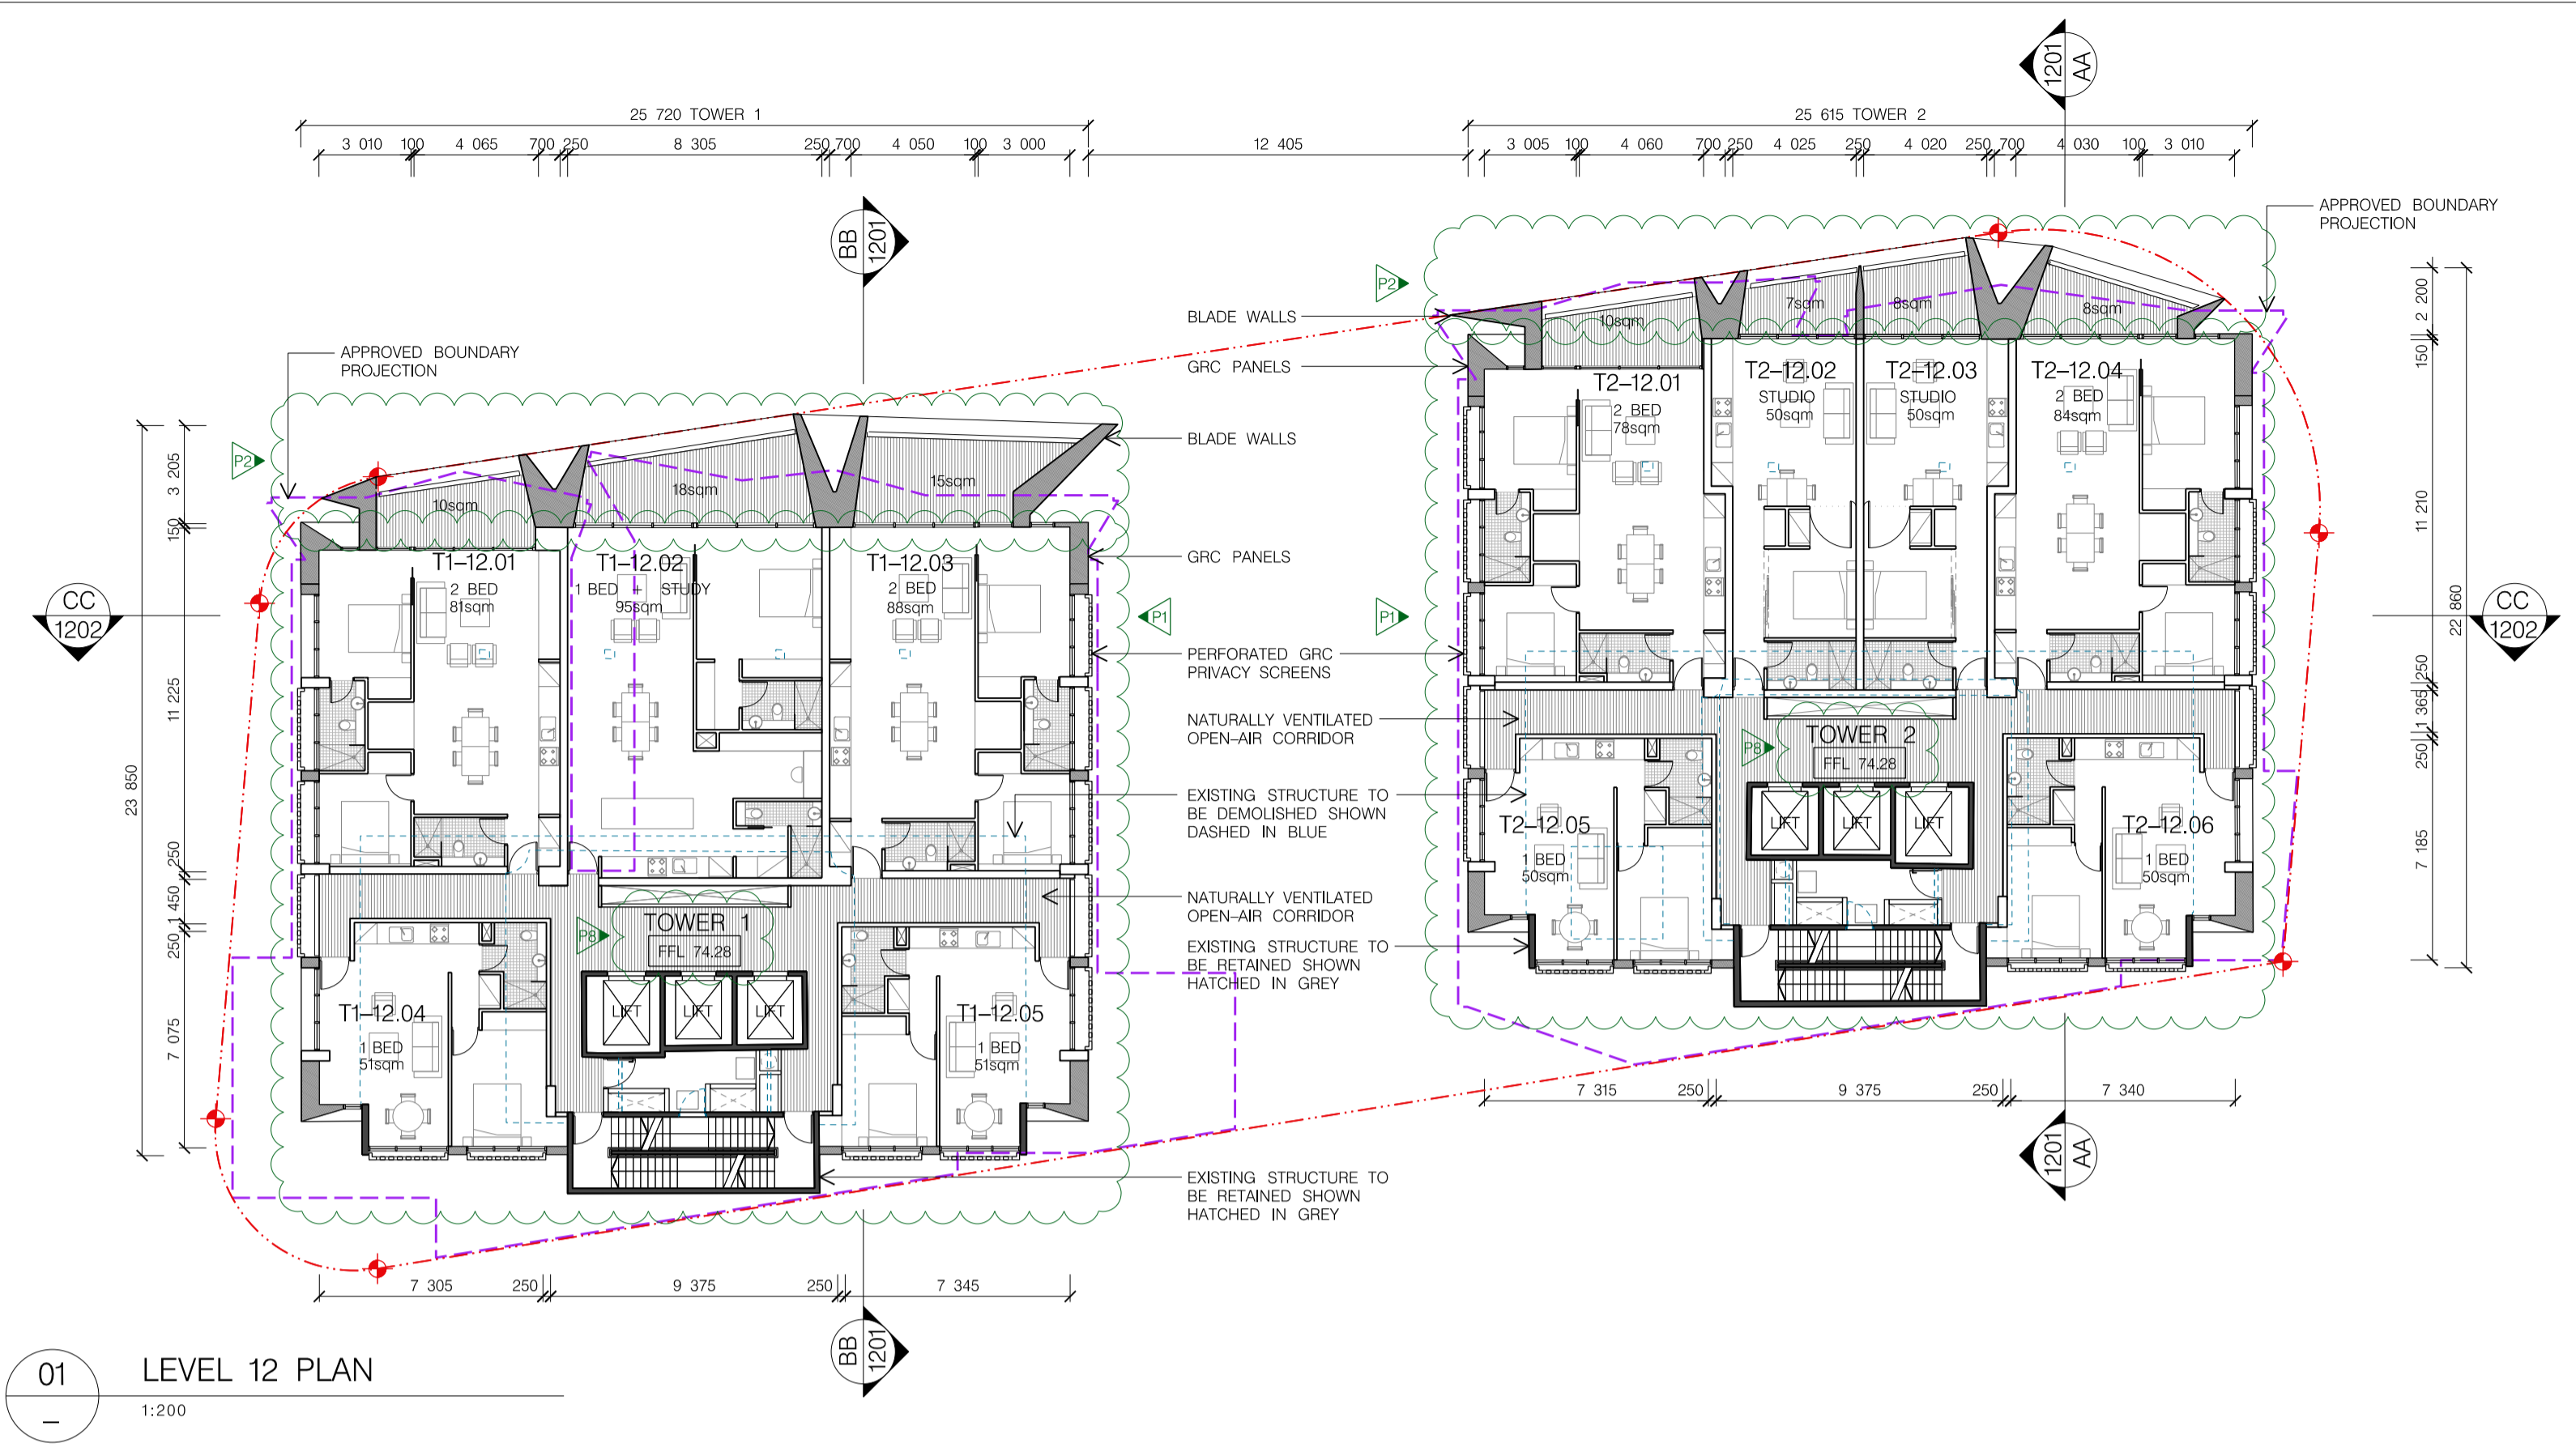 1201
AA
25 720 TOWER 1
25 615 TOWER 2
3 010 100 4 065 700 250 8 305 250 700 4 050 100 3 000
12 405
3 005 100 4 060 700 250 4 025 250 4 020 250 700 4 030 100 3 010
BB
1201
APPROVED BOUNDARY
PROJECTION
APPROVED BOUNDARY
PROJECTION
P2
P2
BLADE WALLS
GRC PANELS
BLADE WALLS
GRC PANELS
10sqm
7sqm
8sqm
8sqm
T2–12.01
2 BED
78sqm
T2–12.02
STUDIO
50sqm
T2–12.03
STUDIO
50sqm
T2–12.04
2 BED
84sqm
2 200
150
11 210
22 860
250
1 365
250
7 185
10sqm
18sqm
15sqm
T1–12.01
2 BED
81sqm
T1–12.02
1 BED + STUDY
95sqm
T1–12.03
2 BED
88sqm
3 205
150
11 225
23 850
250
1 450
250
7 075
CC
1202
P1
P1
CC
1202
PERFORATED GRC
PRIVACY SCREENS
NATURALLY VENTILATED
OPEN–AIR CORRIDOR
EXISTING STRUCTURE TO
BE DEMOLISHED SHOWN
DASHED IN BLUE
NATURALLY VENTILATED
OPEN–AIR CORRIDOR
EXISTING STRUCTURE TO
BE RETAINED SHOWN
HATCHED IN GREY
P8
TOWER 2
FFL 74.28
LIFT
LIFT
LIFT
T2–12.05
1 BED
50sqm
T2–12.06
1 BED
50sqm
P8
TOWER 1
FFL 74.28
LIFT
LIFT
LIFT
T1–12.04
1 BED
51sqm
T1–12.05
1 BED
51sqm
7 315 250 9 375 250 7 340
1201
AA
EXISTING STRUCTURE TO
BE RETAINED SHOWN
HATCHED IN GREY
7 305 250 9 375 250 7 345
BB
1201
01
–
LEVEL 12 PLAN
1:200